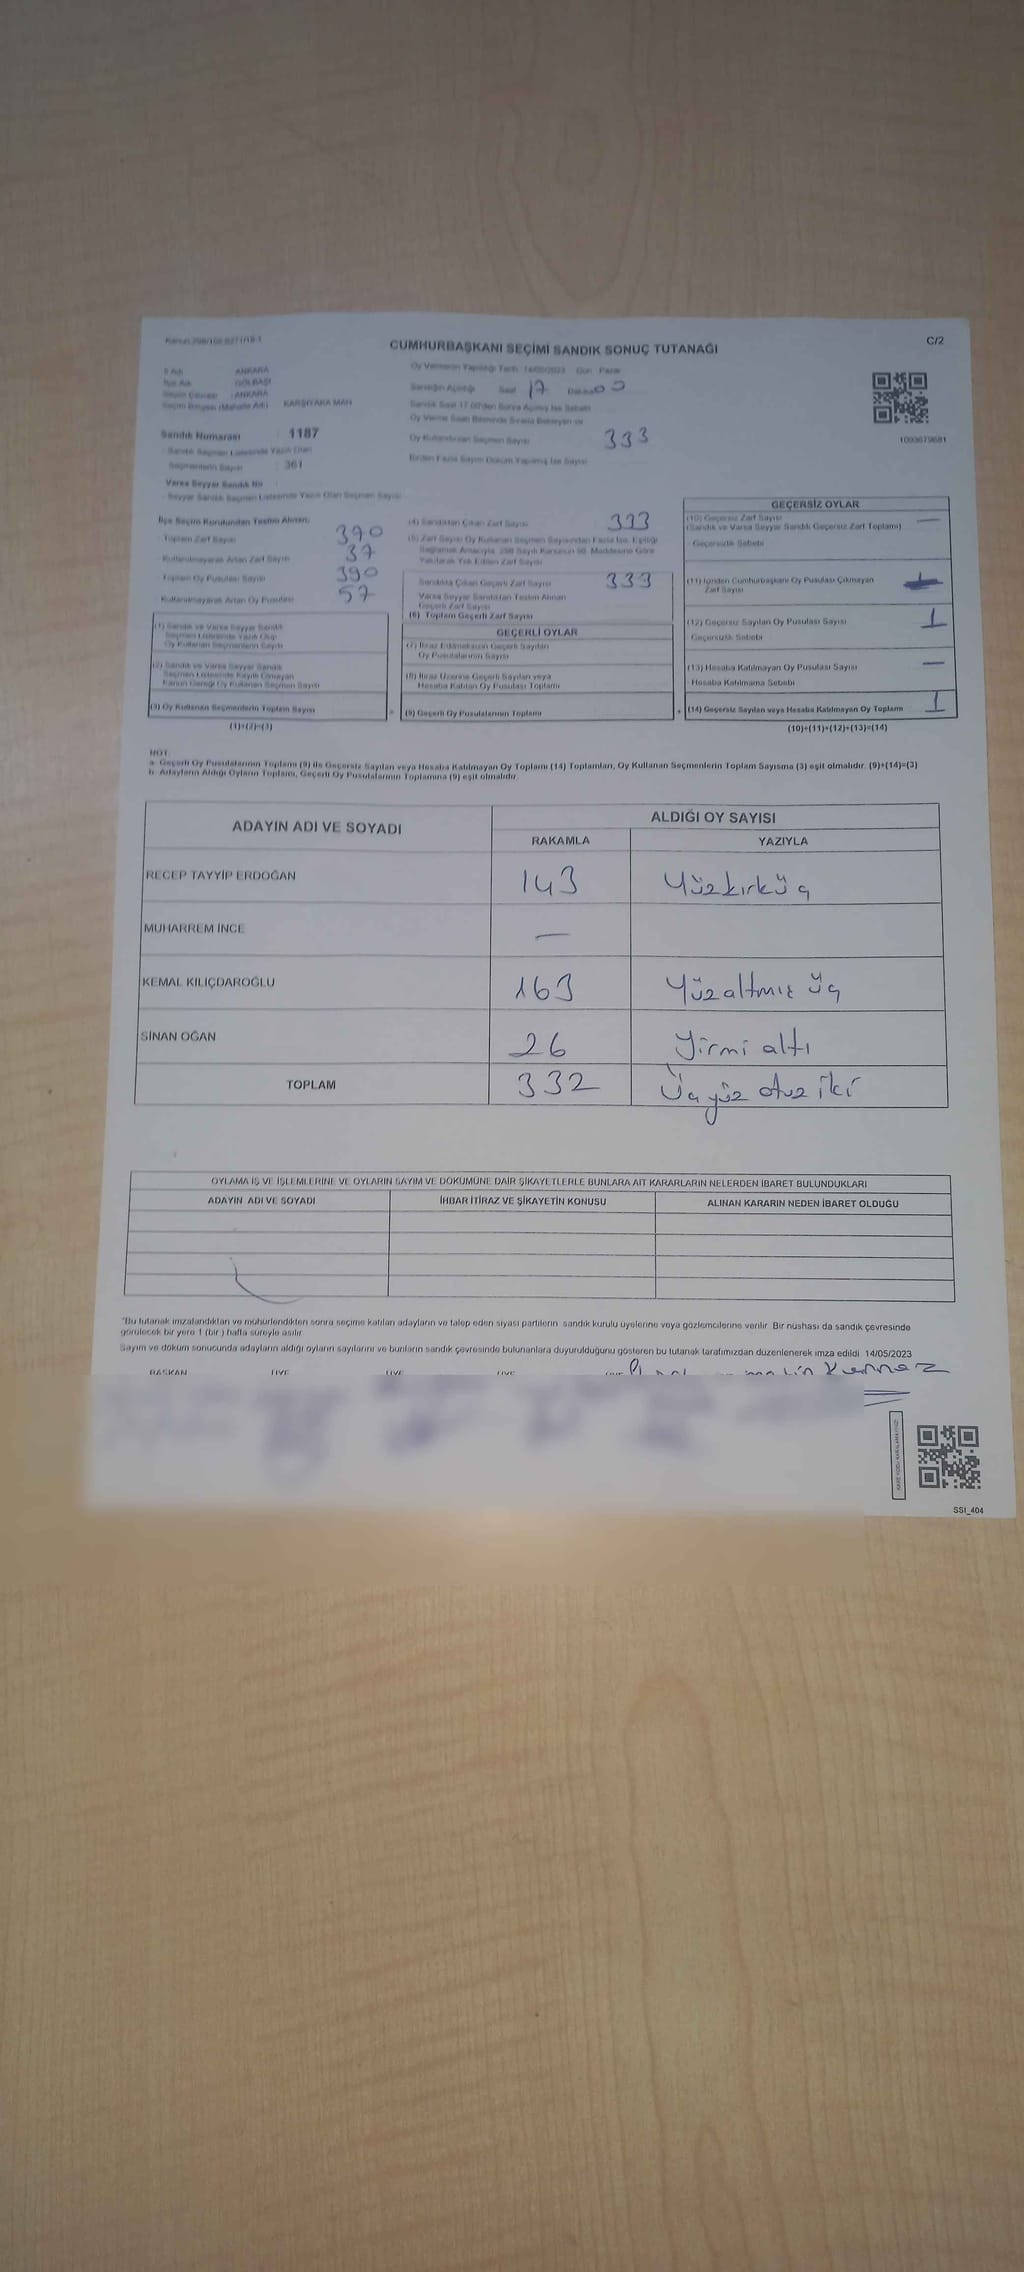 Kanun 298/105 6271/18-1
CUMHURBAŞKANI SEÇİMİ SANDIK SONUÇ TUTANAĞI
C/2
İl Adı : ANKARA
İlçe Adı : GÖLBAŞI
Seçim Çevresi : ANKARA
Seçim Bölgesi (Mahalle Adı) : KARŞIYAKA MAH
Oy Vermenin Yapıldığı Tarih 14/05/2023 Gün Pazar
Sandığın Açıldığı Saat 17 Dakika 00
Sandık Saat 17:00'den Sonra Açılmış İse Sebebi
Oy Verme Saati Bitiminde Sırada Bekleyen ve
Oy Kullandırılan Seçmen Sayısı 333
Birden Fazla Sayım Döküm Yapılmış İse Sayısı
1093679681
Sandık Numarası : 1187
Sandık Seçmen Listesinde Yazılı Olan
Seçmenlerin Sayısı : 361
Varsa Seyyar Sandık No :
Seyyar Sandık Seçmen Listesinde Yazılı Olan Seçmen Sayısı
İlçe Seçim Kurulundan Teslim Alınan;
Toplam Zarf Sayısı 390
Kullanılmayarak Artan Zarf Sayısı 37
Toplam Oy Pusulası Sayısı 390
Kullanılmayarak Artan Oy Pusulası 57
(1) Sandık ve Varsa Seyyar Sandık
Seçmen Listesinde Yazılı Olup
Oy Kullanan Seçmenlerin Sayısı
(2) Sandık ve Varsa Seyyar Sandık
Seçmen Listesinde Kayıtlı Olmayan
Kanun Gereği Oy Kullanan Seçmen Sayısı
(3) Oy Kullanan Seçmenlerin Toplam Sayısı
(1)+(2)=(3)
(4) Sandıktan Çıkan Zarf Sayısı 333
(5) Zarf Sayısı Oy Kullanan Seçmen Sayısından Fazla İse, Eşitliği
Sağlamak Amacıyla, 298 Sayılı Kanunun 98. Maddesine Göre
Yakılarak Yok Edilen Zarf Sayısı
Sandıkta Çıkan Geçerli Zarf Sayısı 333
Varsa Seyyar Sandıktan Teslim Alınan
Geçerli Zarf Sayısı
(6) Toplam Geçerli Zarf Sayısı
GEÇERLİ OYLAR
(7) İtiraz Edilmeksizin Geçerli Sayılan
Oy Pusulalarının Sayısı
(8) İtiraz Üzerine Geçerli Sayılan veya
Hesaba Katılan Oy Pusulası Toplamı
= (9) Geçerli Oy Pusulalarının Toplamı
GEÇERSİZ OYLAR
(10) Geçersiz Zarf Sayısı —
(Sandık ve Varsa Seyyar Sandık Geçersiz Zarf Toplamı)
Geçersizlik Sebebi
(11) İçinden Cumhurbaşkanı Oy Pusulası Çıkmayan
Zarf Sayısı
(12) Geçersiz Sayılan Oy Pusulası Sayısı 1
Geçersizlik Sebebi
(13) Hesaba Katılmayan Oy Pusulası Sayısı —
Hesaba Katılmama Sebebi
+ (14) Geçersiz Sayılan veya Hesaba Katılmayan Oy Toplamı 1
(10)+(11)+(12)+(13)=(14)
NOT:
a- Geçerli Oy Pusulalarının Toplamı (9) ile Geçersiz Sayılan veya Hesaba Katılmayan Oy Toplamı (14) Toplamları, Oy Kullanan Seçmenlerin Toplam Sayısına (3) eşit olmalıdır. (9)+(14)=(3)
b- Adayların Aldığı Oyların Toplamı, Geçerli Oy Pusulalarının Toplamına (9) eşit olmalıdır.
ADAYIN ADI VE SOYADI
ALDIĞI OY SAYISI
RAKAMLA YAZIYLA
RECEP TAYYİP ERDOĞAN 143 Yüzkırküç
MUHARREM İNCE —
KEMAL KILIÇDAROĞLU 163 Yüzaltmış üç
SİNAN OĞAN 26 Yirmi altı
TOPLAM 332 Üçyüz otuz iki
OYLAMA İŞ VE İŞLEMLERİNE VE OYLARIN SAYIM VE DÖKÜMÜNE DAİR ŞİKAYETLERLE BUNLARA AİT KARARLARIN NELERDEN İBARET BULUNDUKLARI
ADAYIN ADI VE SOYADI İHBAR İTİRAZ VE ŞİKAYETİN KONUSU ALINAN KARARIN NEDEN İBARET OLDUĞU
*Bu tutanak imzalandıktan ve mühürlendikten sonra seçime katılan adayların ve talep eden siyasi partilerin sandık kurulu üyelerine veya gözlemcilerine verilir. Bir nüshası da sandık çevresinde
görülecek bir yere 1 (bir ) hafta süreyle asılır.
Sayım ve döküm sonucunda adayların aldığı oyların sayılarını ve bunların sandık çevresinde bulunanlara duyurulduğunu gösteren bu tutanak tarafımızdan düzenlenerek imza edildi 14/05/2023
BAŞKAN ÜYE ÜYE ÜYE
SSI_404